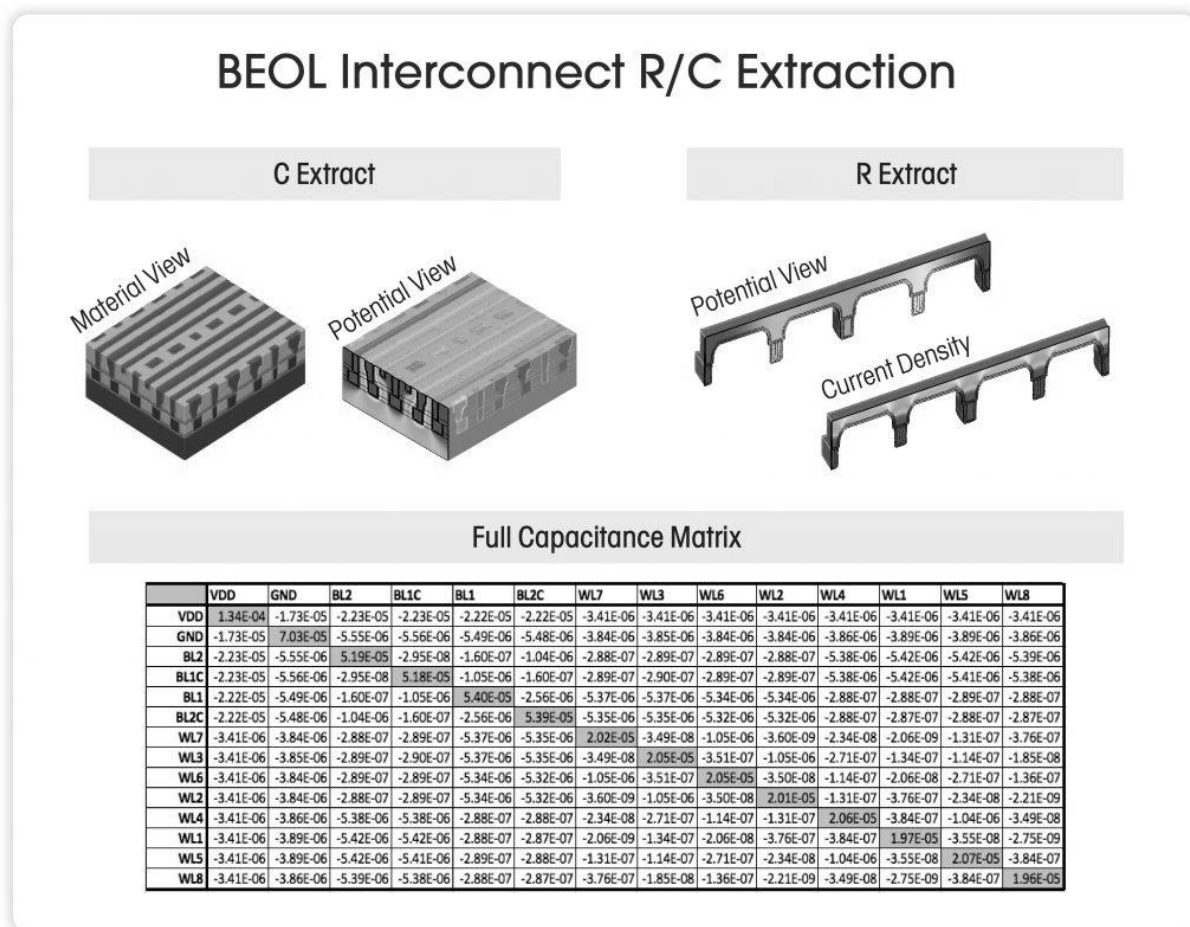 BEOL Interconnect R/C Extraction
C Extract
R Extract
Material View
Potential View
Potential View
Current Density
Full Capacitance Matrix
VDD GND BL2 BL1C BL1 BL2C WL7 WL3 WL6 WL2 WL4 WL1 WL5 WL8
VDD 1.34E-04 -1.73E-05 -2.23E-05 -2.23E-05 -2.22E-05 -2.22E-05 -3.41E-06 -3.41E-06 -3.41E-06 -3.41E-06 -3.41E-06 -3.41E-06 -3.41E-06 -3.41E-06
GND -1.73E-05 7.03E-05 -5.55E-06 -5.56E-06 -5.49E-06 -5.48E-06 -3.84E-06 -3.85E-06 -3.84E-06 -3.84E-06 -3.86E-06 -3.89E-06 -3.89E-06 -3.86E-06
BL2 -2.23E-05 -5.55E-06 5.19E-05 -2.95E-08 -1.60E-07 -1.04E-06 -2.88E-07 -2.89E-07 -2.89E-07 -2.88E-07 -5.38E-06 -5.42E-06 -5.42E-06 -5.39E-06
BL1C -2.23E-05 -5.56E-06 -2.95E-08 5.18E-05 -1.05E-06 -1.60E-07 -2.89E-07 -2.90E-07 -2.89E-07 -2.89E-07 -5.38E-06 -5.42E-06 -5.41E-06 -5.38E-06
BL1 -2.22E-05 -5.49E-06 -1.60E-07 -1.05E-06 5.40E-05 -2.56E-06 -5.37E-06 -5.37E-06 -5.34E-06 -5.34E-06 -2.88E-07 -2.88E-07 -2.89E-07 -2.88E-07
BL2C -2.22E-05 -5.48E-06 -1.04E-06 -1.60E-07 -2.56E-06 5.39E-05 -5.35E-06 -5.35E-06 -5.32E-06 -5.32E-06 -2.88E-07 -2.87E-07 -2.88E-07 -2.87E-07
WL7 -3.41E-06 -3.84E-06 -2.88E-07 -2.89E-07 -5.37E-06 -5.35E-06 2.02E-05 -3.49E-08 -1.05E-06 -3.60E-09 -2.34E-08 -2.06E-09 -1.31E-07 -3.76E-07
WL3 -3.41E-06 -3.85E-06 -2.89E-07 -2.90E-07 -5.37E-06 -5.35E-06 -3.49E-08 2.05E-05 -3.51E-07 -1.05E-06 -2.71E-07 -1.34E-07 -1.14E-07 -1.85E-08
WL6 -3.41E-06 -3.84E-06 -2.89E-07 -2.89E-07 -5.34E-06 -5.32E-06 -1.05E-06 -3.51E-07 2.05E-05 -3.50E-08 -1.14E-07 -2.06E-08 -2.71E-07 -1.36E-07
WL2 -3.41E-06 -3.84E-06 -2.88E-07 -2.89E-07 -5.34E-06 -5.32E-06 -3.60E-09 -1.05E-06 -3.50E-08 2.01E-05 -1.31E-07 -3.76E-07 -2.34E-08 -2.21E-09
WL4 -3.41E-06 -3.86E-06 -5.38E-06 -5.38E-06 -2.88E-07 -2.88E-07 -2.34E-08 -2.71E-07 -1.14E-07 -1.31E-07 2.06E-05 -3.84E-07 -1.04E-06 -3.49E-08
WL1 -3.41E-06 -3.89E-06 -5.42E-06 -5.42E-06 -2.88E-07 -2.87E-07 -2.06E-09 -1.34E-07 -2.06E-08 -3.76E-07 -3.84E-07 1.97E-05 -3.55E-08 -2.75E-09
WL5 -3.41E-06 -3.89E-06 -5.42E-06 -5.41E-06 -2.89E-07 -2.88E-07 -1.31E-07 -1.14E-07 -2.71E-07 -2.34E-08 -1.04E-06 -3.55E-08 2.07E-05 -3.84E-07
WL8 -3.41E-06 -3.86E-06 -5.39E-06 -5.38E-06 -2.88E-07 -2.87E-07 -3.76E-07 -1.85E-08 -1.36E-07 -2.21E-09 -3.49E-08 -2.75E-09 -3.84E-07 1.96E-05